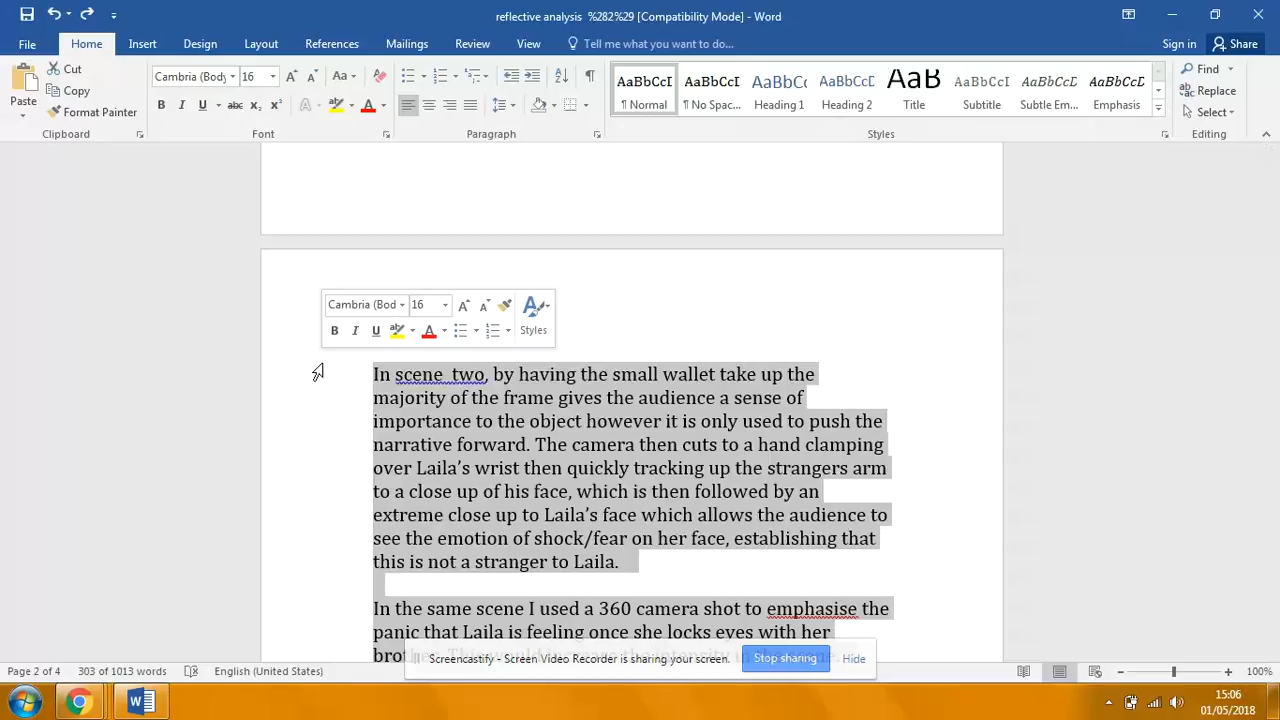 reflective analysis %282%29 [Compatibility Mode] - Word
File Home Insert Design Layout References Mailings Review View Tell me what you want to do... Sign in Share
Paste
Cut
Copy
Format Painter
Clipboard
Cambria (Body 16
Font
Paragraph
AaBbCcI AaBbCcI AaBbCc AaBbCcI AaB AaBbCcI AaBbCcI AaBbCcI
¶ Normal ¶ No Spac... Heading 1 Heading 2 Title Subtitle Subtle Em... Emphasis
Styles
Find
Replace
Select
Editing
Cambria (Bod 16
Styles
In scene two, by having the small wallet take up the
majority of the frame gives the audience a sense of
importance to the object however it is only used to push the
narrative forward. The camera then cuts to a hand clamping
over Laila’s wrist then quickly tracking up the strangers arm
to a close up of his face, which is then followed by an
extreme close up to Laila’s face which allows the audience to
see the emotion of shock/fear on her face, establishing that
this is not a stranger to Laila.
In the same scene I used a 360 camera shot to emphasise the
panic that Laila is feeling once she locks eyes with her
Screencastify - Screen Video Recorder is sharing your screen. Stop sharing Hide
Page 2 of 4 303 of 1013 words English (United States) 100%
15:06
01/05/2018